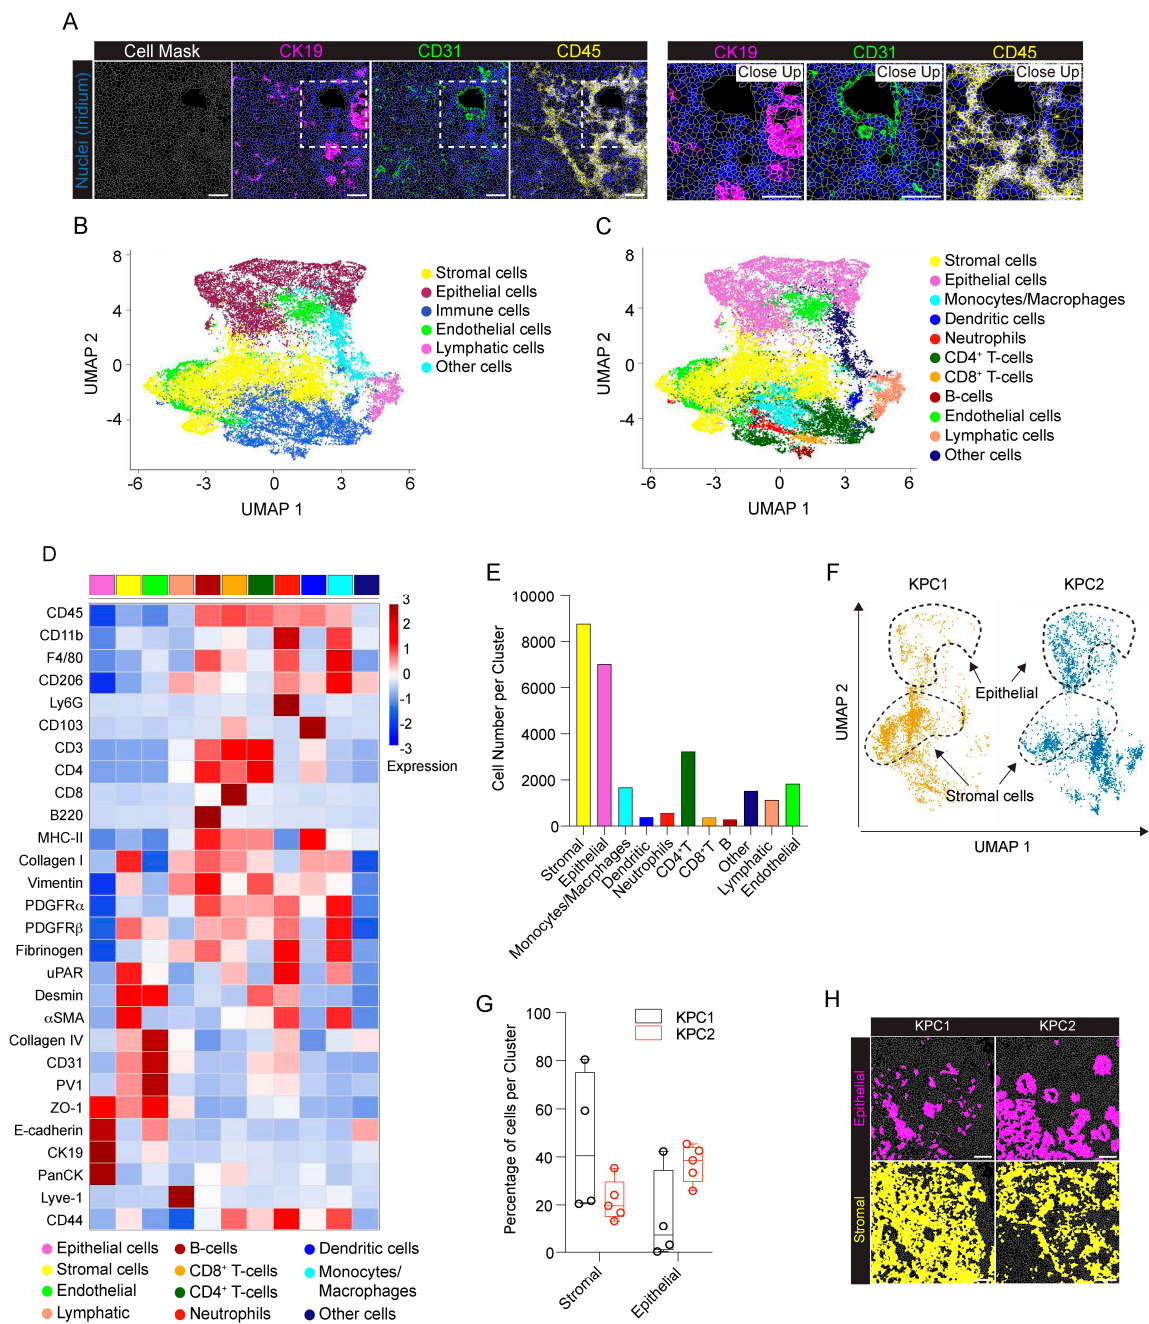 A
Cell Mask
CK19
CD31
CD45
CK19
CD31
CD45
Nuclei (Iridium)
Close Up
Close Up
Close Up
B
8
4
0
-4
-6
-3
0
3
6
UMAP 2
UMAP 1
Stromal cells
Epithelial cells
Immune cells
Endothelial cells
Lymphatic cells
Other cells
C
8
4
0
-4
-6
-3
0
3
6
UMAP 2
UMAP 1
Stromal cells
Epithelial cells
Monocytes/Macrophages
Dendritic cells
Neutrophils
CD4⁺ T-cells
CD8⁺ T-cells
B-cells
Endothelial cells
Lymphatic cells
Other cells
D
CD45
CD11b
F4/80
CD206
Ly6G
CD103
CD3
CD4
CD8
B220
MHC-II
Collagen I
Vimentin
PDGFRα
PDGFRβ
Fibrinogen
uPAR
Desmin
αSMA
Collagen IV
CD31
PV1
ZO-1
E-cadherin
CK19
PanCK
Lyve-1
CD44
3
2
1
0
-1
-2
-3
Expression
Epithelial cells
Stromal cells
Endothelial
Lymphatic
B-cells
CD8⁺ T-cells
CD4⁺ T-cells
Neutrophils
Dendritic cells
Monocytes/
Macrophages
Other cells
E
10000
8000
6000
4000
2000
0
Cell Number per Cluster
Stromal
Epithelial
Monocytes/Macrphages
Dendritic
Neutrophils
CD4⁺T
CD8⁺T
B
Other
Lymphatic
Endothelial
F
KPC1
KPC2
Epithelial
Stromal cells
UMAP 2
UMAP 1
G
100
80
60
40
20
0
Percentage of cells per Cluster
KPC1
KPC2
Stromal
Epithelial
H
KPC1
KPC2
Epithelial
Stromal